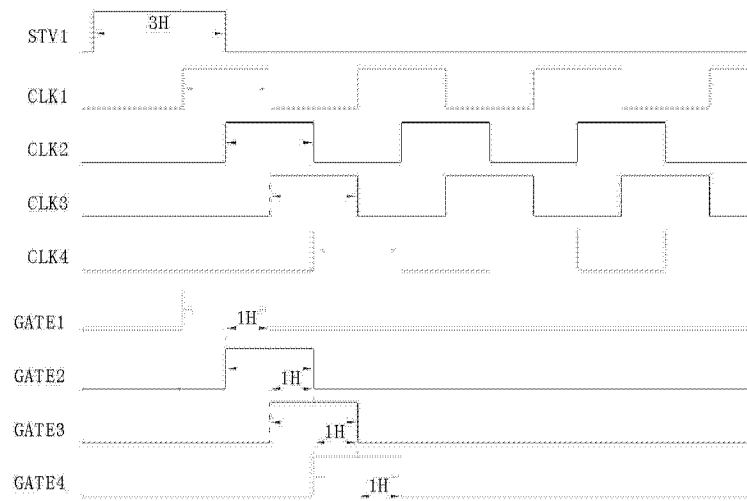 STV1
3H
CLK1
CLK2
CLK3
CLK4
GATE1
1H
GATE2
1H
GATE3
1H
GATE4
1H